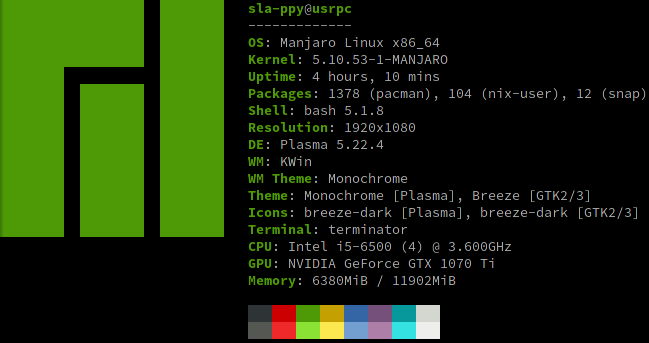 sla-ppy@usrpc
-------------
OS: Manjaro Linux x86_64
Kernel: 5.10.53-1-MANJARO
Uptime: 4 hours, 10 mins
Packages: 1378 (pacman), 104 (nix-user), 12 (snap)
Shell: bash 5.1.8
Resolution: 1920x1080
DE: Plasma 5.22.4
WM: KWin
WM Theme: Monochrome
Theme: Monochrome [Plasma], Breeze [GTK2/3]
Icons: breeze-dark [Plasma], breeze-dark [GTK2/3]
Terminal: terminator
CPU: Intel i5-6500 (4) @ 3.600GHz
GPU: NVIDIA GeForce GTX 1070 Ti
Memory: 6380MiB / 11902MiB